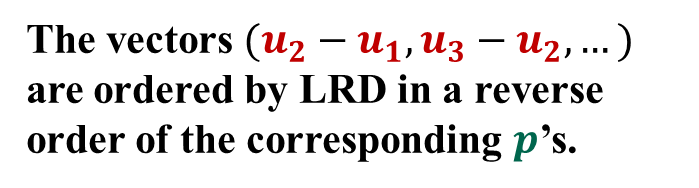 The vectors (u₂ − u₁, u₃ − u₂, …)
are ordered by LRD in a reverse
order of the corresponding p’s.